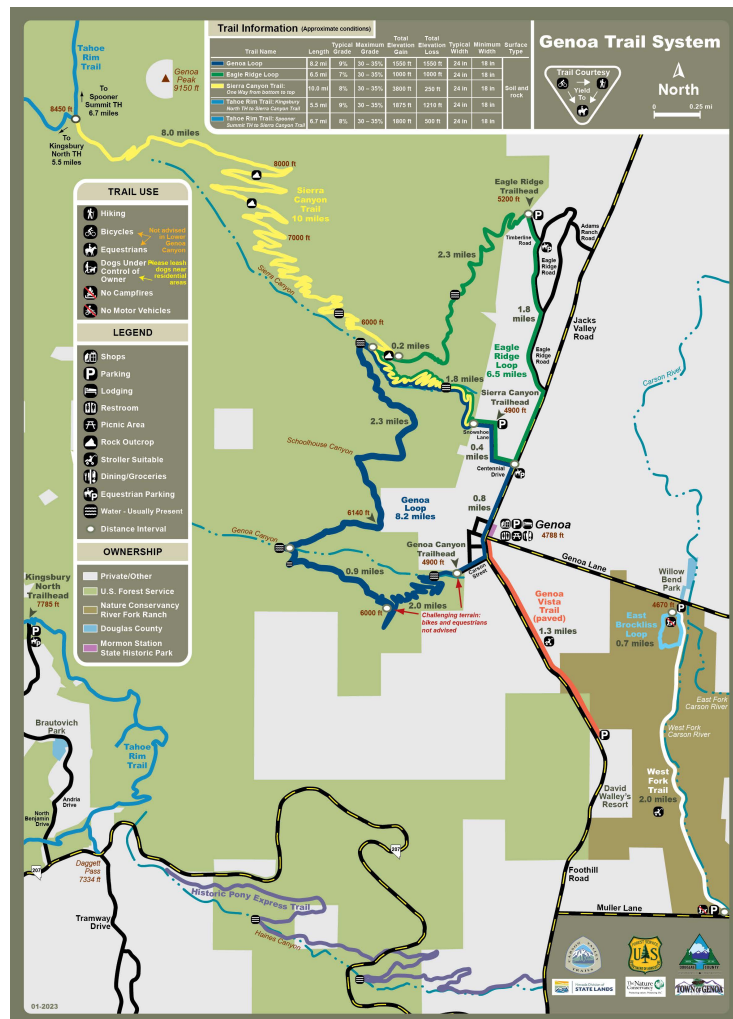 Genoa Trail System
Trail Information (Approximate conditions)
Trail Name Length Typical Grade Maximum Grade Total Elevation Gain Total Elevation Loss Typical Width Minimum Width Surface Type
Genoa Loop 8.2 mi 9% 30 – 35% 1550 ft 1550 ft 24 in 18 in
Eagle Ridge Loop 6.5 mi 7% 30 – 35% 1000 ft 1000 ft 24 in 18 in
Sierra Canyon Trail: One Way from bottom to top 10.0 mi 8% 30 – 35% 3800 ft 250 ft 24 in 18 in
Soil and rock
Tahoe Rim Trail: Kingsbury North TH to Sierra Canyon Trail 5.5 mi 9% 30 – 35% 1875 ft 1210 ft 24 in 18 in
Tahoe Rim Trail: Spooner Summit TH to Sierra Canyon Trail 6.7 mi 8% 30 – 35% 1800 ft 500 ft 24 in 18 in
Trail Courtesy
Yield
To
North
0 0.25 mi
Tahoe
Rim
Trail
Genoa
Peak
9150 ft
To
Spooner
Summit TH
6.7 miles
8450 ft
To
Kingsbury
North TH
5.5 miles
8.0 miles
8000 ft
Sierra
Canyon
Trail
10 miles
7000 ft
Sierra Canyon
6000 ft
Eagle Ridge
Trailhead
5200 ft
Timberline
Road
Adams
Ranch
Road
Eagle
Ridge
Road
2.3 miles
1.8
miles
Jacks
Valley
Road
Eagle
Ridge
Road
0.2 miles
Eagle
Ridge
Loop
6.5 miles
1.8 miles
Sierra Canyon
Trailhead
4900 ft
Carson River
Snowshoe
Lane
0.4
miles
Centennial
Drive
2.3 miles
Schoolhouse Canyon
TRAIL USE
Hiking
Bicycles
Not advised
in Lower
Genoa
Canyon
Equestrians
Dogs Under
Control of
Owner
Please leash
dogs near
residential
areas
No Campfires
No Motor Vehicles
LEGEND
Shops
Parking
Lodging
Restroom
Picnic Area
Rock Outcrop
Stroller Suitable
Dining/Groceries
Equestrian Parking
Water - Usually Present
Distance Interval
OWNERSHIP
Private/Other
U.S. Forest Service
Nature Conservancy
River Fork Ranch
Douglas County
Mormon Station
State Historic Park
0.8
miles
Genoa
Loop
8.2 miles
6140 ft
Genoa
4788 ft
Genoa Canyon
Genoa Canyon
Trailhead
4900 ft
Carson
Street
Genoa Lane
Willow
Bend
Park
0.9 miles
2.0 miles
6000 ft
Challenging terrain:
bikes and equestrians
not advised
Genoa
Vista
Trail
(paved)
1.3 miles
4670 ft
East
Brockliss
Loop
0.7 miles
Kingsbury
North
Trailhead
7785 ft
East Fork
Carson River
West Fork
Carson River
Brautovich
Park
Tahoe
Rim
Trail
West
Fork
Trail
2.0 miles
David
Walley's
Resort
Andria
Drive
North
Benjamin
Drive
207
Daggett
Pass
7334 ft
207
Foothill
Road
Historic Pony Express Trail
Muller Lane
Tramway
Drive
Haines Canyon
CARSON VALLEY
TRAILS
FOREST SERVICE
U S
DOUGLAS COUNTY
Nevada Division of
STATE LANDS
The Nature
Conservancy
TOWN of GENOA
01-2023